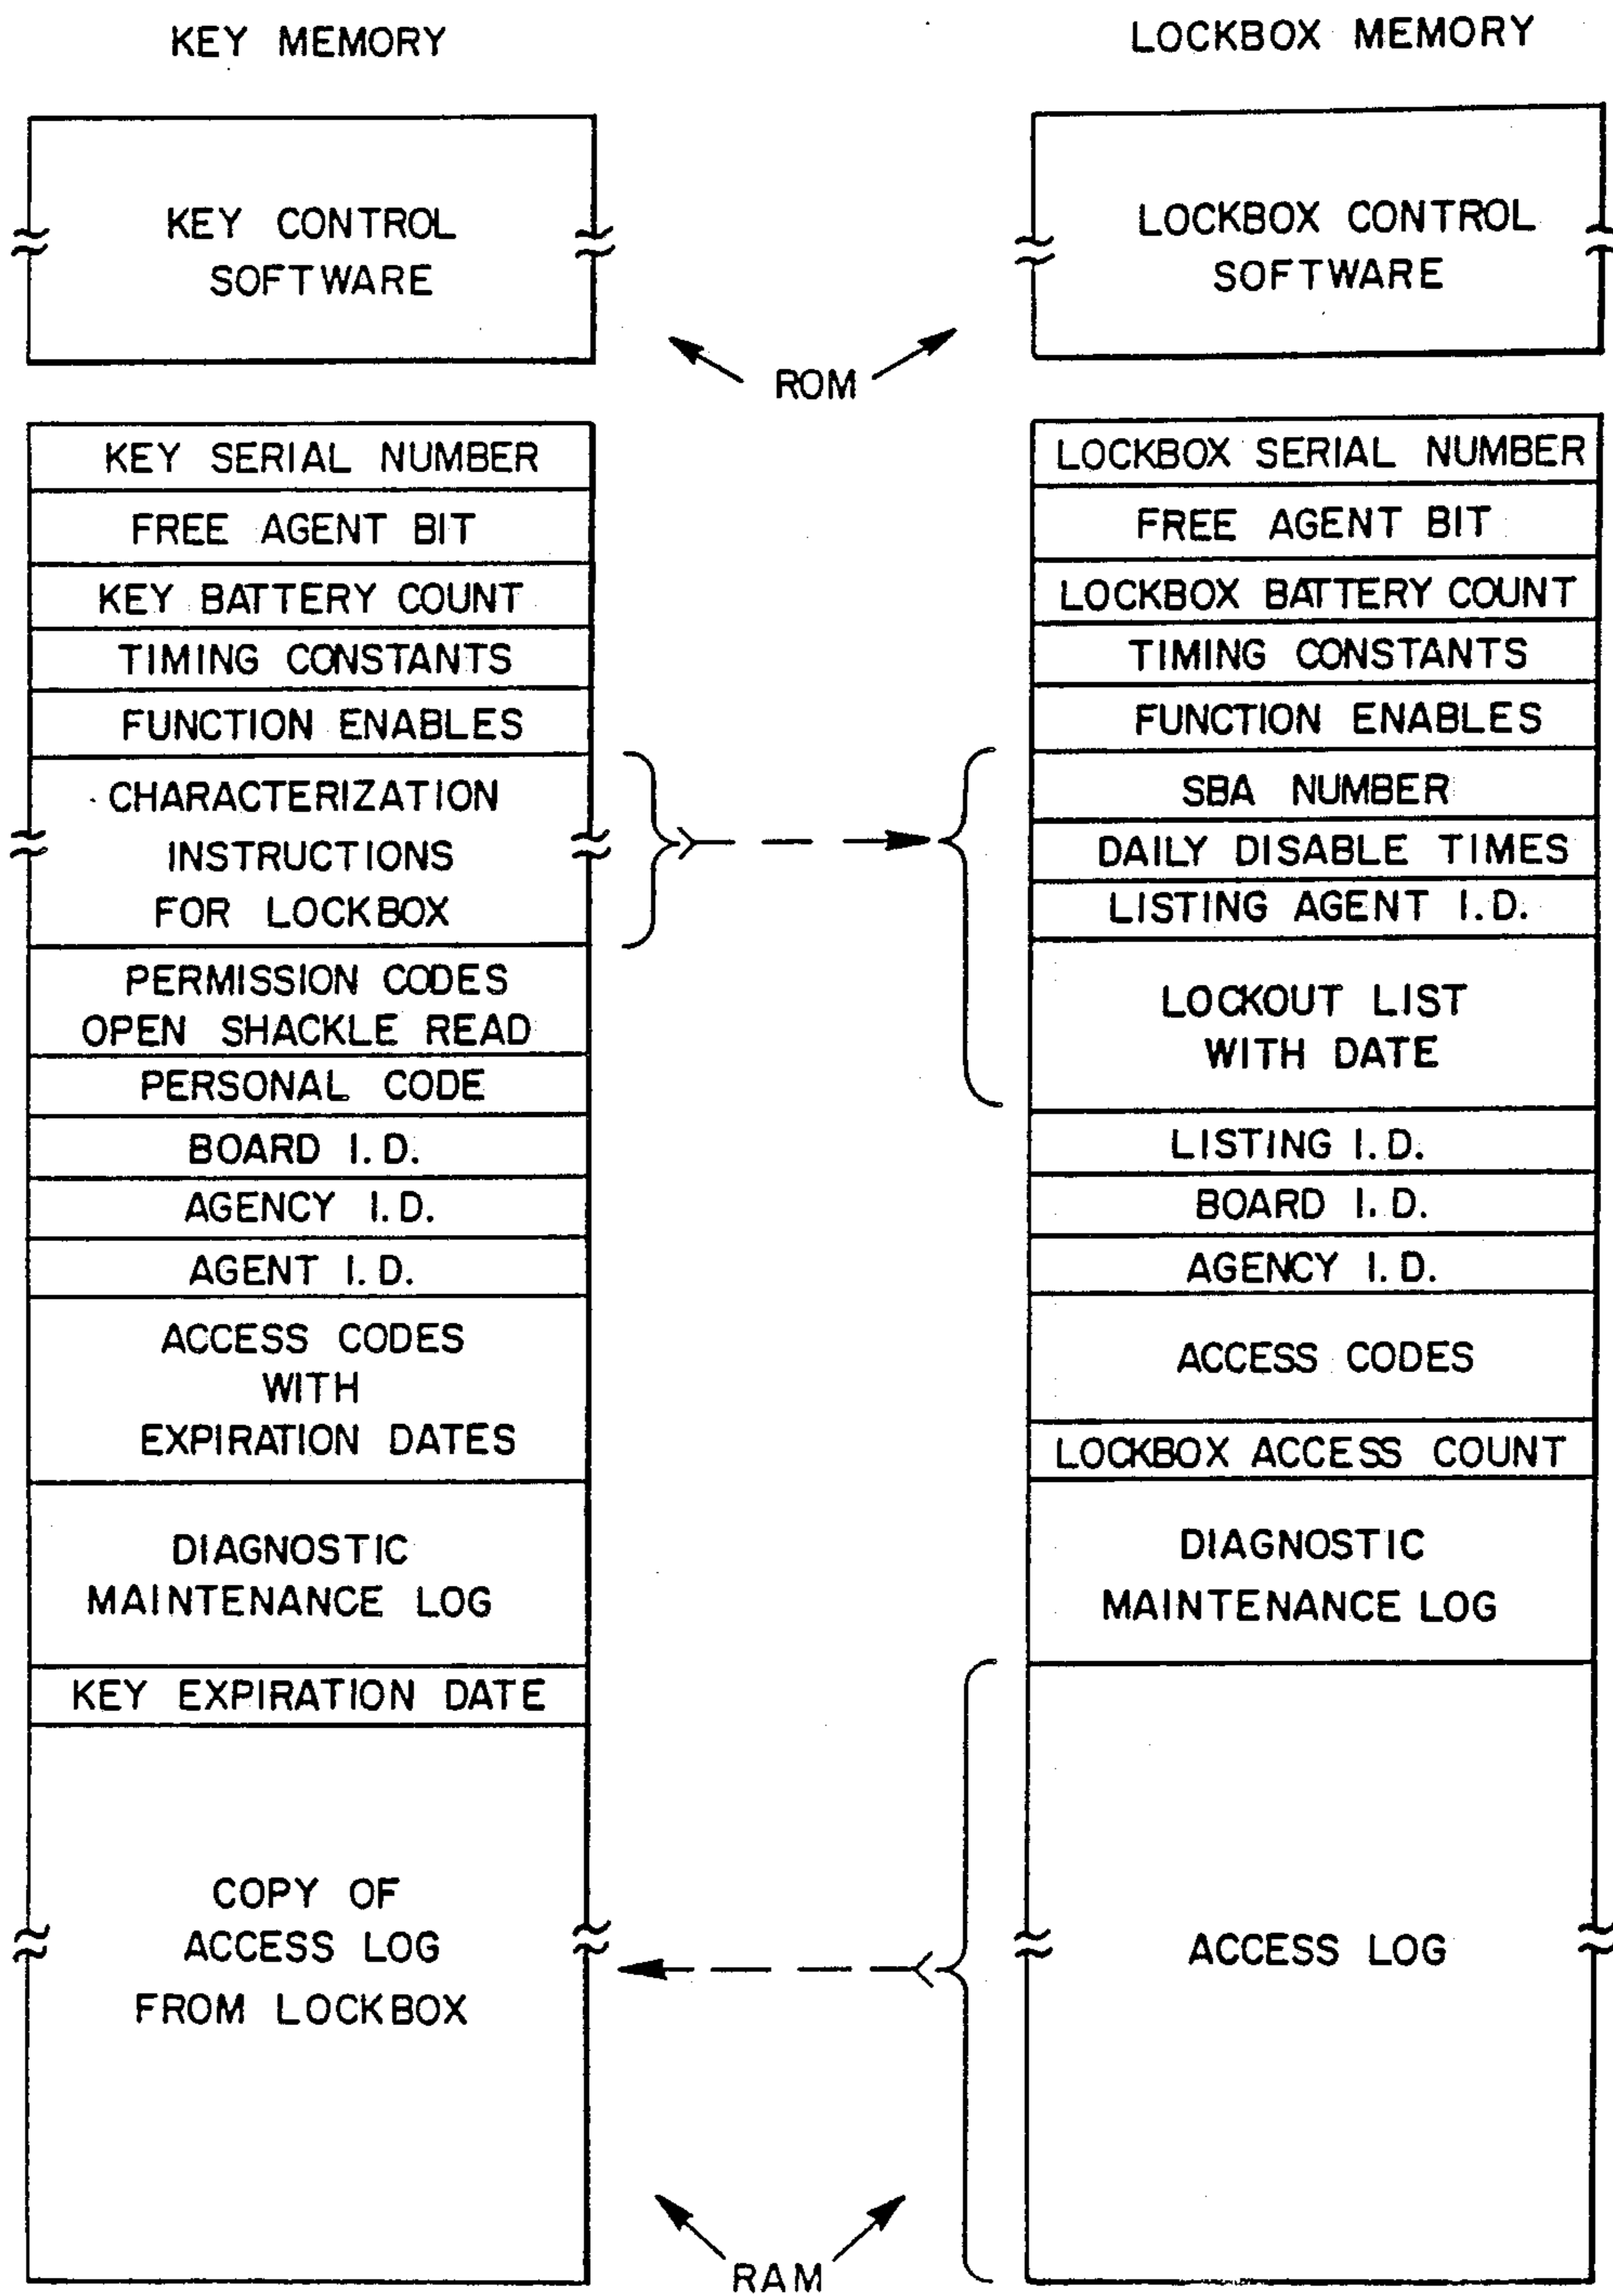 KEY MEMORY
KEY CONTROL
SOFTWARE
KEY SERIAL NUMBER
FREE AGENT BIT
KEY BATTERY COUNT
TIMING CONSTANTS
FUNCTION ENABLES
CHARACTERIZATION
INSTRUCTIONS
FOR LOCKBOX
PERMISSION CODES
OPEN SHACKLE READ
PERSONAL CODE
BOARD I.D.
AGENCY I.D.
AGENT I.D.
ACCESS CODES
WITH
EXPIRATION DATES
DIAGNOSTIC
MAINTENANCE LOG
KEY EXPIRATION DATE
COPY OF
ACCESS LOG
FROM LOCKBOX
ROM
RAM
LOCKBOX MEMORY
LOCKBOX CONTROL
SOFTWARE
LOCKBOX SERIAL NUMBER
FREE AGENT BIT
LOCKBOX BATTERY COUNT
TIMING CONSTANTS
FUNCTION ENABLES
SBA NUMBER
DAILY DISABLE TIMES
LISTING AGENT I.D.
LOCKOUT LIST
WITH DATE
LISTING I.D.
BOARD I.D.
AGENCY I.D.
ACCESS CODES
LOCKBOX ACCESS COUNT
DIAGNOSTIC
MAINTENANCE LOG
ACCESS LOG